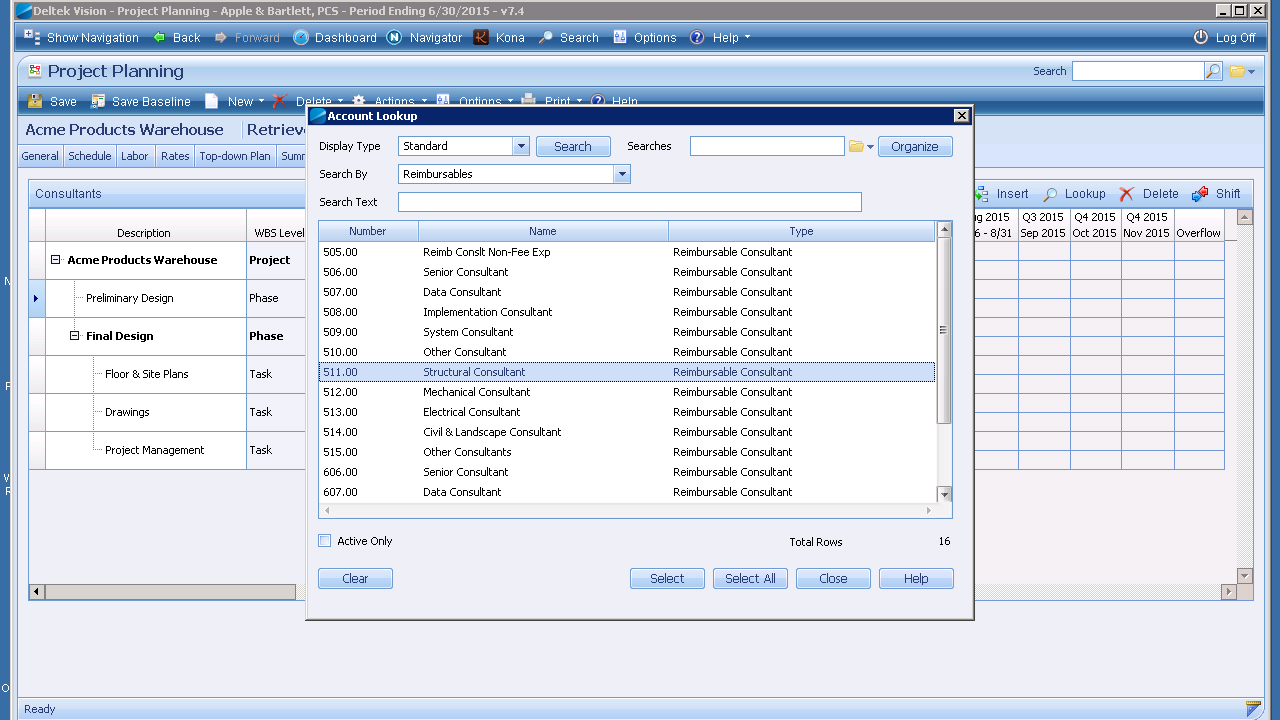 Deltek Vision - Project Planning - Apple & Bartlett, PCS - Period Ending 6/30/2015 - v7.4
Show Navigation Back Forward Dashboard Navigator Kona Search Options Help Log Off
Project Planning Search
Save Save Baseline New Delete Actions Options Print Help
Acme Products Warehouse Retrieve
General Schedule Labor Rates Top-down Plan Summ
Consultants Insert Lookup Delete Shift
Description WBS Level
Acme Products Warehouse Project
Preliminary Design Phase
Final Design Phase
Floor & Site Plans Task
Drawings Task
Project Management Task
ug 2015 Q3 2015 Q4 2015 Q4 2015
6 - 8/31 Sep 2015 Oct 2015 Nov 2015 Overflow
Account Lookup
Display Type Standard Search Searches Organize
Search By Reimbursables
Search Text
Number Name Type
505.00 Reimb Conslt Non-Fee Exp Reimbursable Consultant
506.00 Senior Consultant Reimbursable Consultant
507.00 Data Consultant Reimbursable Consultant
508.00 Implementation Consultant Reimbursable Consultant
509.00 System Consultant Reimbursable Consultant
510.00 Other Consultant Reimbursable Consultant
511.00 Structural Consultant Reimbursable Consultant
512.00 Mechanical Consultant Reimbursable Consultant
513.00 Electrical Consultant Reimbursable Consultant
514.00 Civil & Landscape Consultant Reimbursable Consultant
515.00 Other Consultants Reimbursable Consultant
606.00 Senior Consultant Reimbursable Consultant
607.00 Data Consultant Reimbursable Consultant
Active Only Total Rows 16
Clear Select Select All Close Help
Ready